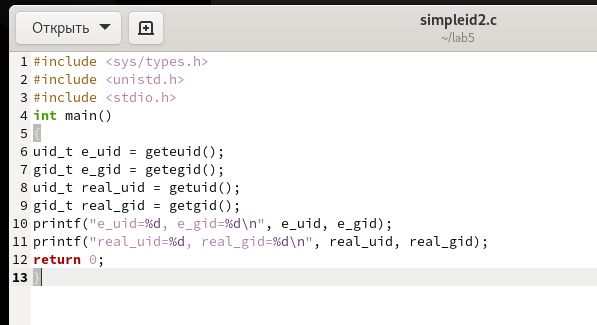 Открыть
simpleid2.c
~/lab5
1 #include <sys/types.h>
2 #include <unistd.h>
3 #include <stdio.h>
4 int main()
5 {
6 uid_t e_uid = geteuid();
7 gid_t e_gid = getegid();
8 uid_t real_uid = getuid();
9 gid_t real_gid = getgid();
10 printf("e_uid=%d, e_gid=%d\n", e_uid, e_gid);
11 printf("real_uid=%d, real_gid=%d\n", real_uid, real_gid);
12 return 0;
13 }